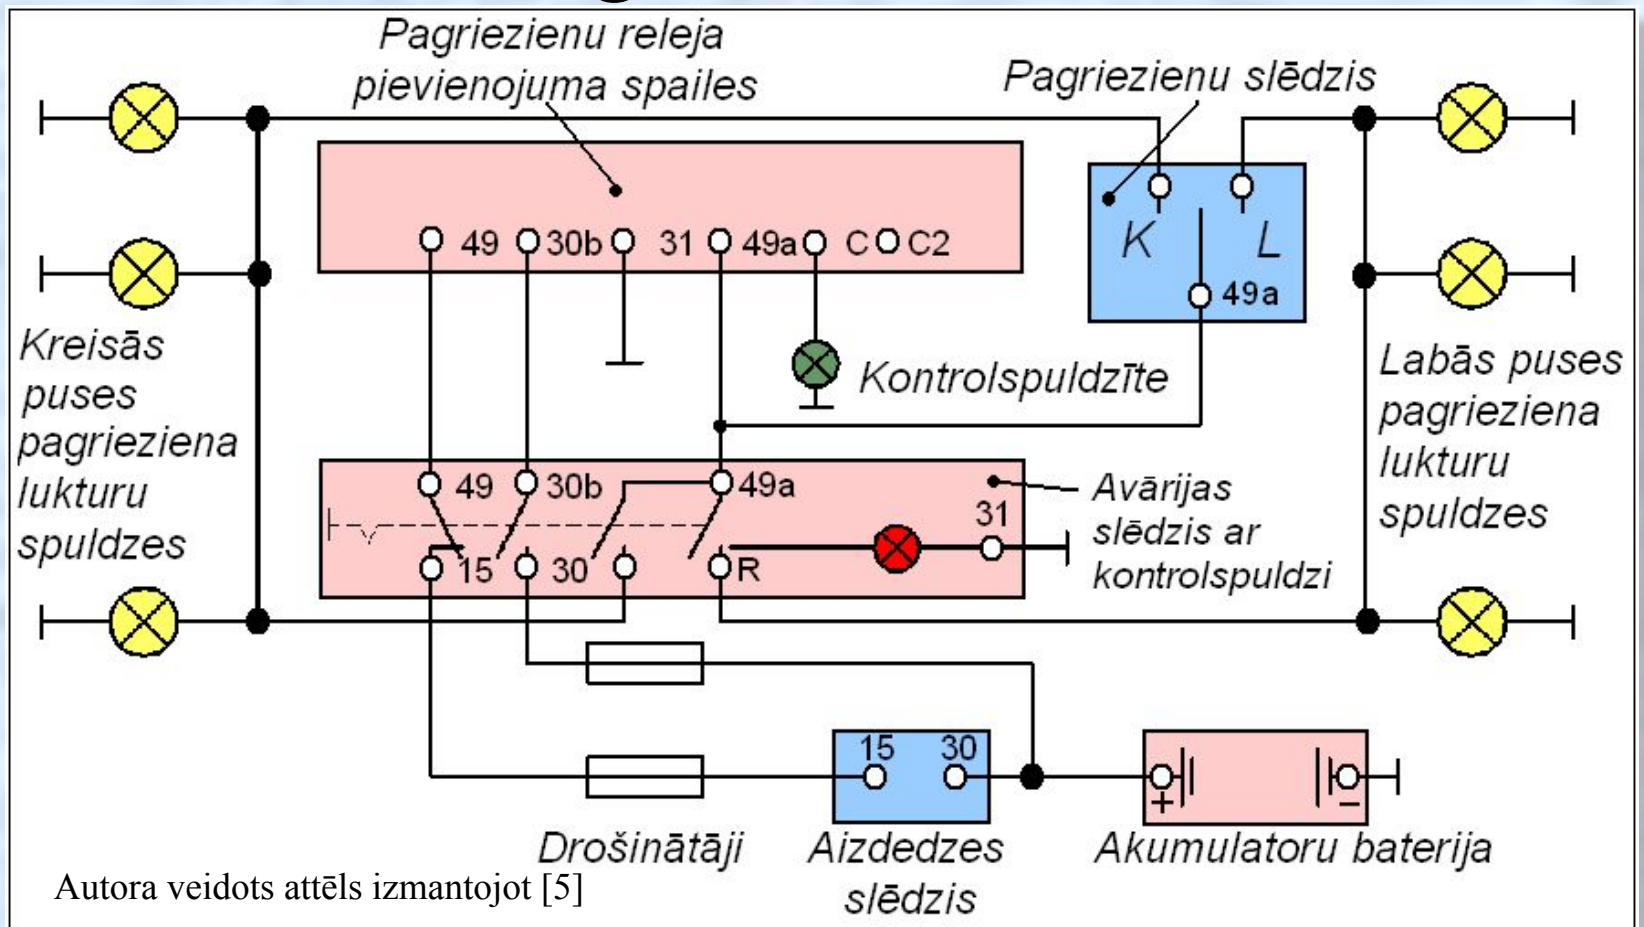 Pagriezienu releja
pievienojuma spailes
Pagriezienu slēdzis
49 30b 31 49a C C2
K L
49a
Kreisās
puses
pagrieziena
lukturu
spuldzes
Kontrolspuldzīte
Labās puses
pagrieziena
lukturu
spuldzes
49 30b 49a
31
15 30 R
Avārijas
slēdzis ar
kontrolspuldzi
15 30
+ −
Drošinātāji
Aizdedzes
slēdzis
Akumulatoru baterija
Autora veidots attēls izmantojot [5]